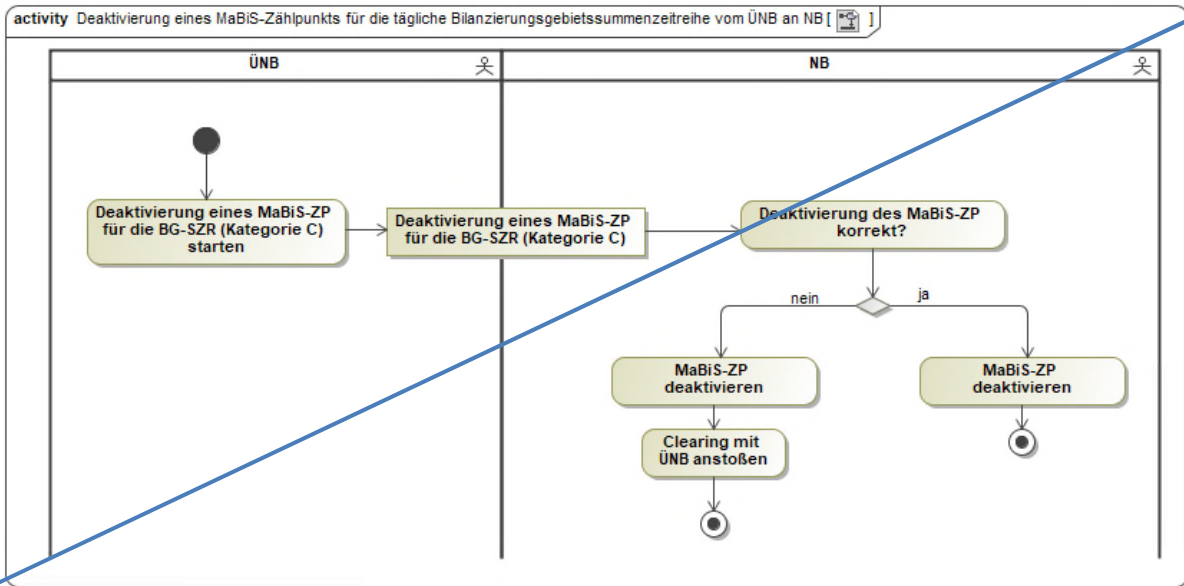 activity Deaktivierung eines MaBiS-Zählpunkts für die tägliche Bilanzierungsgebietssummenzeitreihe vom ÜNB an NB [ ]
ÜNB
NB
Deaktivierung eines MaBiS-ZP
für die BG-SZR (Kategorie C)
starten
Deaktivierung eines MaBiS-ZP
für die BG-SZR (Kategorie C)
Deaktivierung des MaBiS-ZP
korrekt?
nein
ja
MaBiS-ZP
deaktivieren
MaBiS-ZP
deaktivieren
Clearing mit
ÜNB anstoßen